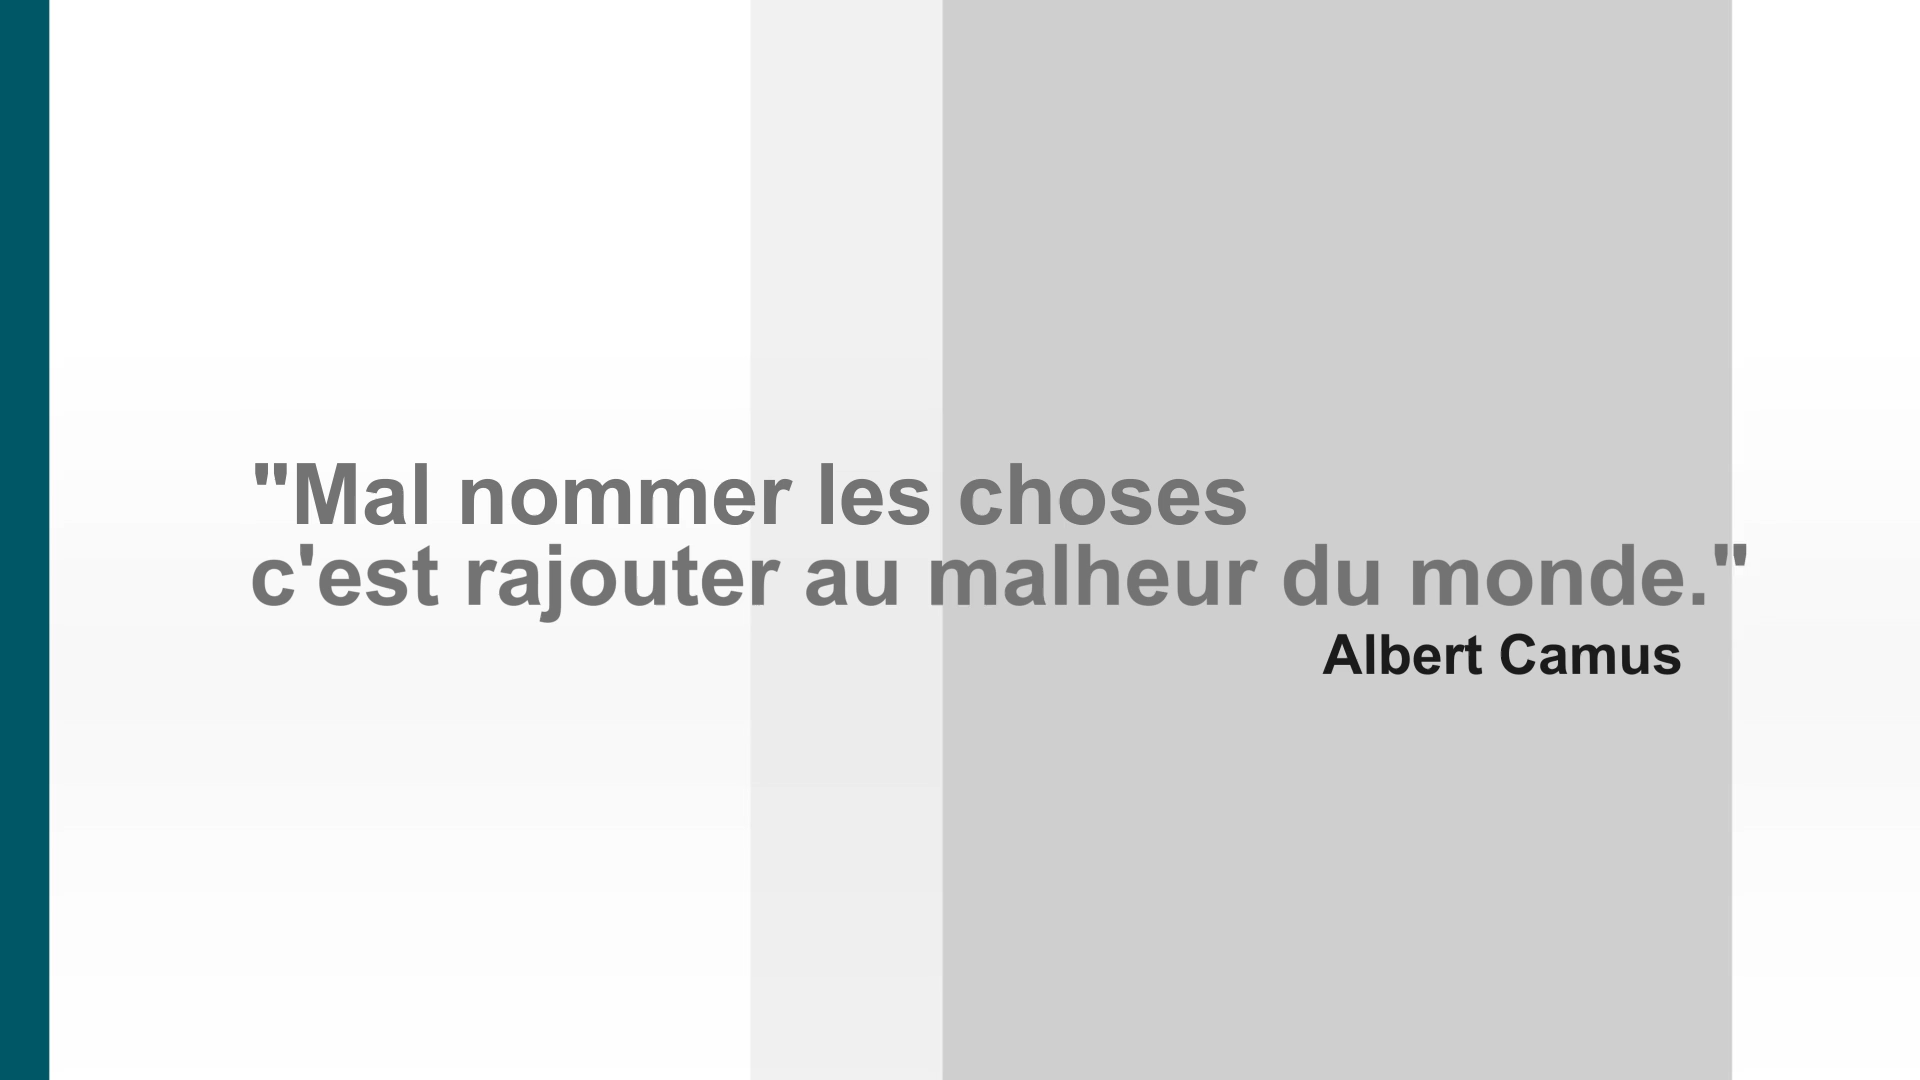 "Mal nommer les choses
c'est rajouter au malheur du monde."
Albert Camus